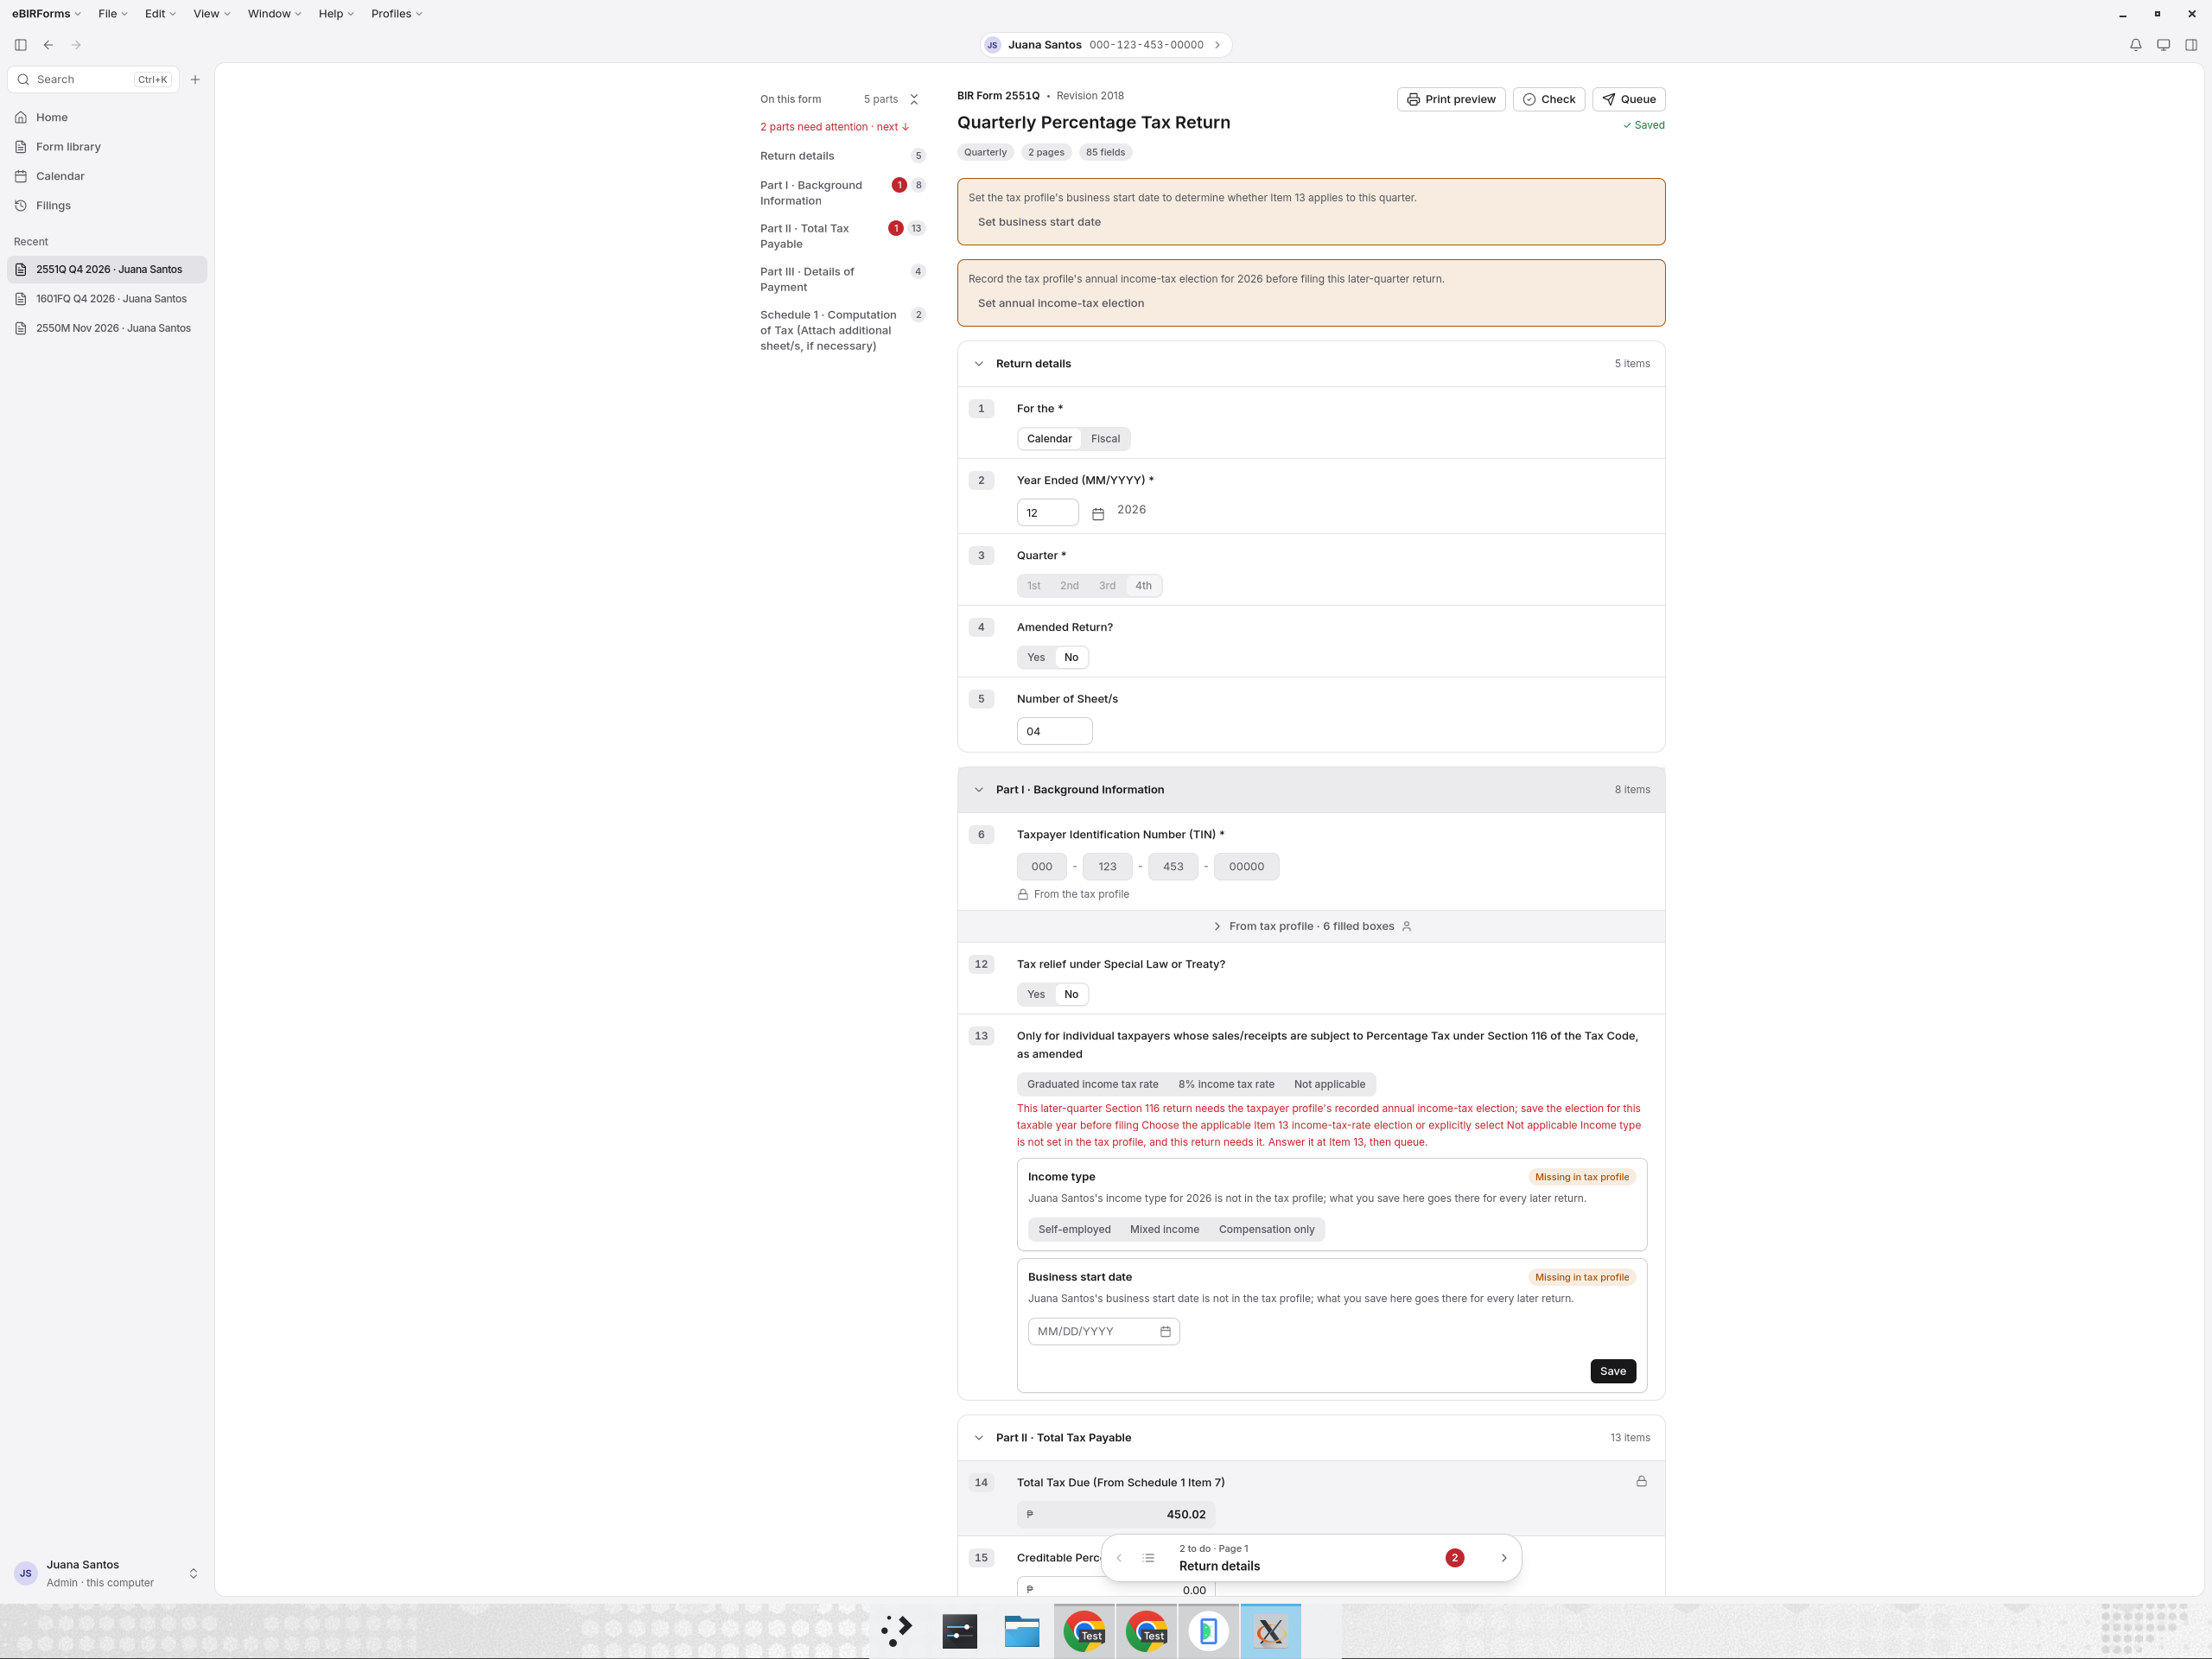 eBIRForms File Edit View Window Help Profiles
JS Juana Santos 000-123-453-00000
Search Ctrl+K
Home
Form library
Calendar
Filings
Recent
2551Q Q4 2026 · Juana Santos
1601FQ Q4 2026 · Juana Santos
2550M Nov 2026 · Juana Santos
JS Juana Santos
Admin · this computer
On this form 5 parts
2 parts need attention · next ↓
Return details 5
Part I · Background 1 8
Information
Part II · Total Tax 1 13
Payable
Part III · Details of 4
Payment
Schedule 1 · Computation 2
of Tax (Attach additional
sheet/s, if necessary)
BIR Form 2551Q • Revision 2018
Print preview Check Queue
Quarterly Percentage Tax Return
✓ Saved
Quarterly 2 pages 85 fields
Set the tax profile's business start date to determine whether Item 13 applies to this quarter.
Set business start date
Record the tax profile's annual income-tax election for 2026 before filing this later-quarter return.
Set annual income-tax election
Return details 5 items
1 For the *
Calendar Fiscal
2 Year Ended (MM/YYYY) *
12 2026
3 Quarter *
1st 2nd 3rd 4th
4 Amended Return?
Yes No
5 Number of Sheet/s
04
Part I · Background Information 8 items
6 Taxpayer Identification Number (TIN) *
000 - 123 - 453 - 00000
From the tax profile
From tax profile · 6 filled boxes
12 Tax relief under Special Law or Treaty?
Yes No
13 Only for individual taxpayers whose sales/receipts are subject to Percentage Tax under Section 116 of the Tax Code,
as amended
Graduated income tax rate 8% income tax rate Not applicable
This later-quarter Section 116 return needs the taxpayer profile's recorded annual income-tax election; save the election for this
taxable year before filing Choose the applicable Item 13 income-tax-rate election or explicitly select Not applicable Income type
is not set in the tax profile, and this return needs it. Answer it at Item 13, then queue.
Income type Missing in tax profile
Juana Santos's income type for 2026 is not in the tax profile; what you save here goes there for every later return.
Self-employed Mixed income Compensation only
Business start date Missing in tax profile
Juana Santos's business start date is not in the tax profile; what you save here goes there for every later return.
MM/DD/YYYY
Save
Part II · Total Tax Payable 13 items
14 Total Tax Due (From Schedule 1 Item 7)
₱ 450.02
15 Creditable Perc
₱ 0.00
2 to do · Page 1
Return details 2
Test Test